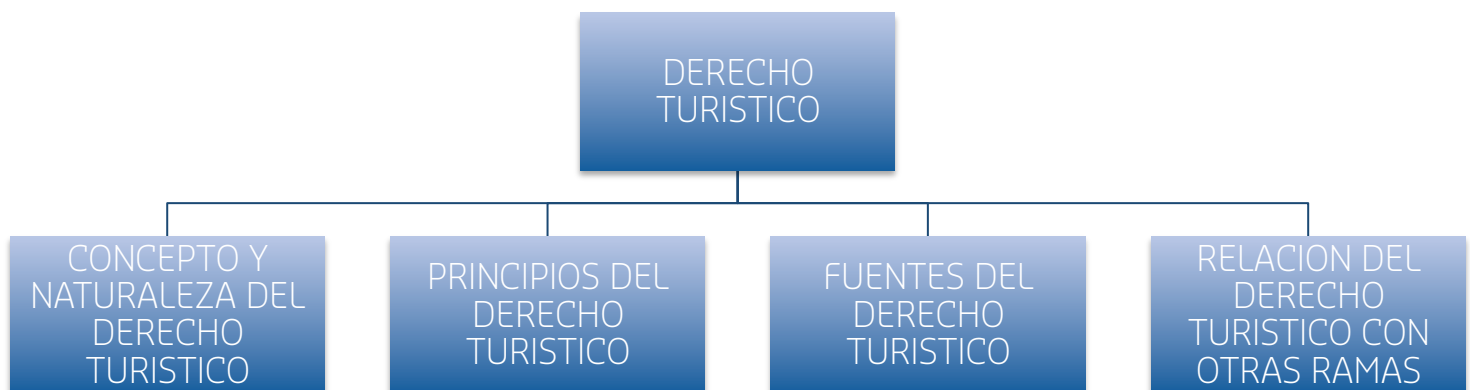 DERECHO
TURISTICO
CONCEPTO Y
NATURALEZA DEL
DERECHO
TURISTICO
PRINCIPIOS DEL
DERECHO
TURISTICO
FUENTES DEL
DERECHO
TURISTICO
RELACION DEL
DERECHO
TURISTICO CON
OTRAS RAMAS